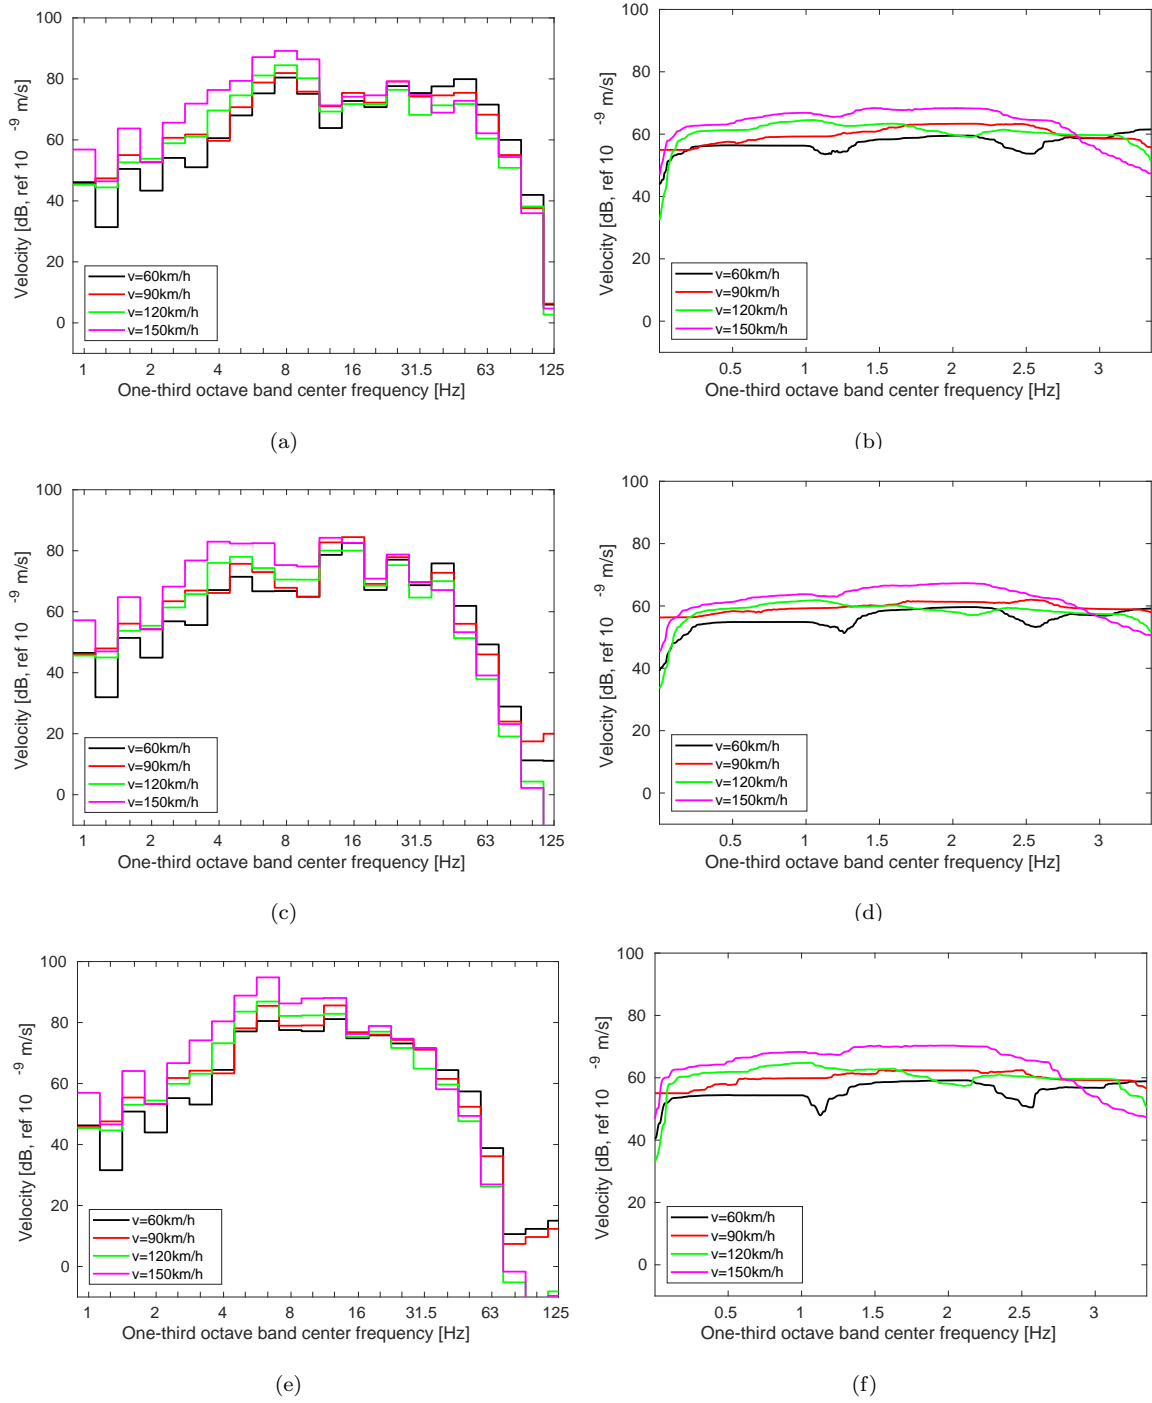 100
80
60
40
20
0
Velocity [dB, ref 10 -9 m/s]
v=60km/h
v=90km/h
v=120km/h
v=150km/h
1 2 4 8 16 31.5 63 125
One-third octave band center frequency [Hz]
(a)
100
80
60
40
20
0
Velocity [dB, ref 10 -9 m/s]
v=60km/h
v=90km/h
v=120km/h
v=150km/h
0.5 1 1.5 2 2.5 3
One-third octave band center frequency [Hz]
(b)
100
80
60
40
20
0
Velocity [dB, ref 10 -9 m/s]
v=60km/h
v=90km/h
v=120km/h
v=150km/h
1 2 4 8 16 31.5 63 125
One-third octave band center frequency [Hz]
(c)
100
80
60
40
20
0
Velocity [dB, ref 10 -9 m/s]
v=60km/h
v=90km/h
v=120km/h
v=150km/h
0.5 1 1.5 2 2.5 3
One-third octave band center frequency [Hz]
(d)
100
80
60
40
20
0
Velocity [dB, ref 10 -9 m/s]
v=60km/h
v=90km/h
v=120km/h
v=150km/h
1 2 4 8 16 31.5 63 125
One-third octave band center frequency [Hz]
(e)
100
80
60
40
20
0
Velocity [dB, ref 10 -9 m/s]
v=60km/h
v=90km/h
v=120km/h
v=150km/h
0.5 1 1.5 2 2.5 3
One-third octave band center frequency [Hz]
(f)